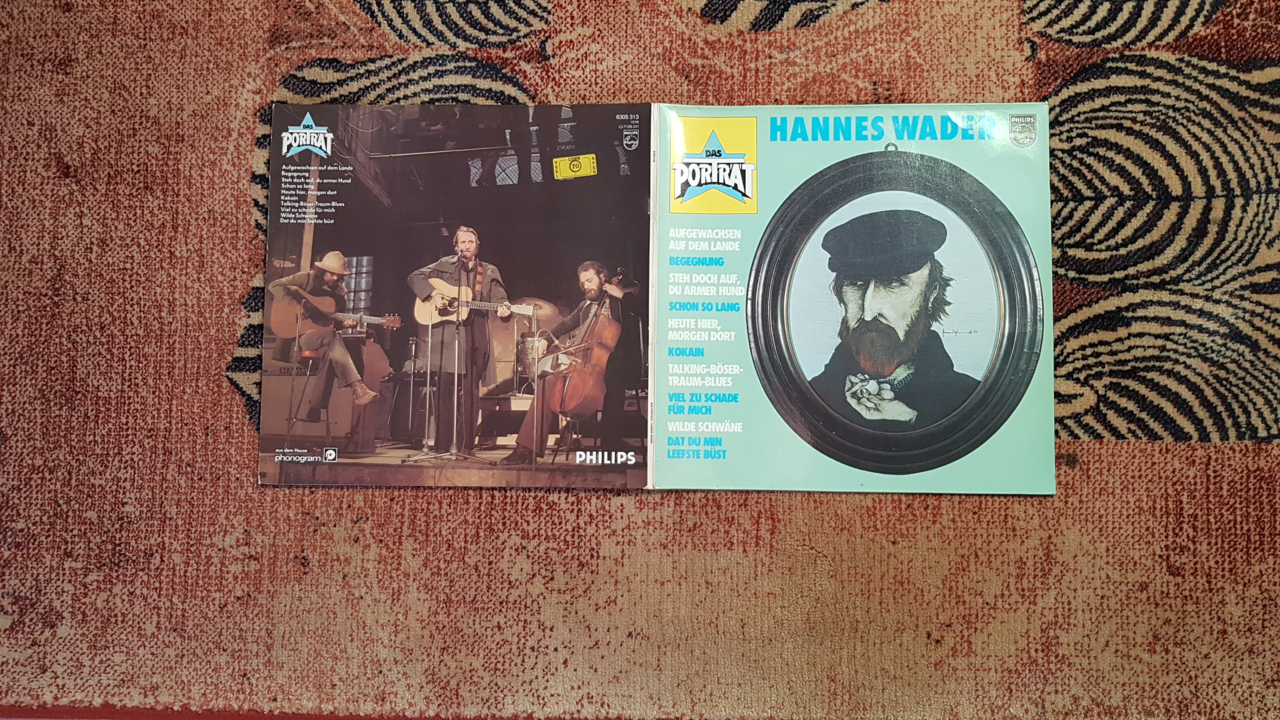 DAS
PORTRAT
Aufgewachsen auf dem Lande
Begegnung
Steh doch auf, du armer Hund
Schon so lang
Heute hier, morgen dort
Kokain
Talking-Böser-Traum-Blues
Viel zu schade für mich
Wilde Schwäne
Dat du min leefste büst
6305 313
PHILIPS
aus dem Hause
phonogram
PHILIPS
HANNES WADER
PHILIPS
DAS
PORTRAT
AUFGEWACHSEN
AUF DEM LANDE
BEGEGNUNG
STEH DOCH AUF,
DU ARMER HUND
SCHON SO LANG
HEUTE HIER,
MORGEN DORT
KOKAIN
TALKING-BÖSER-
TRAUM-BLUES
VIEL ZU SCHADE
FÜR MICH
WILDE SCHWÄNE
DAT DU MIN
LEEFSTE BÜST